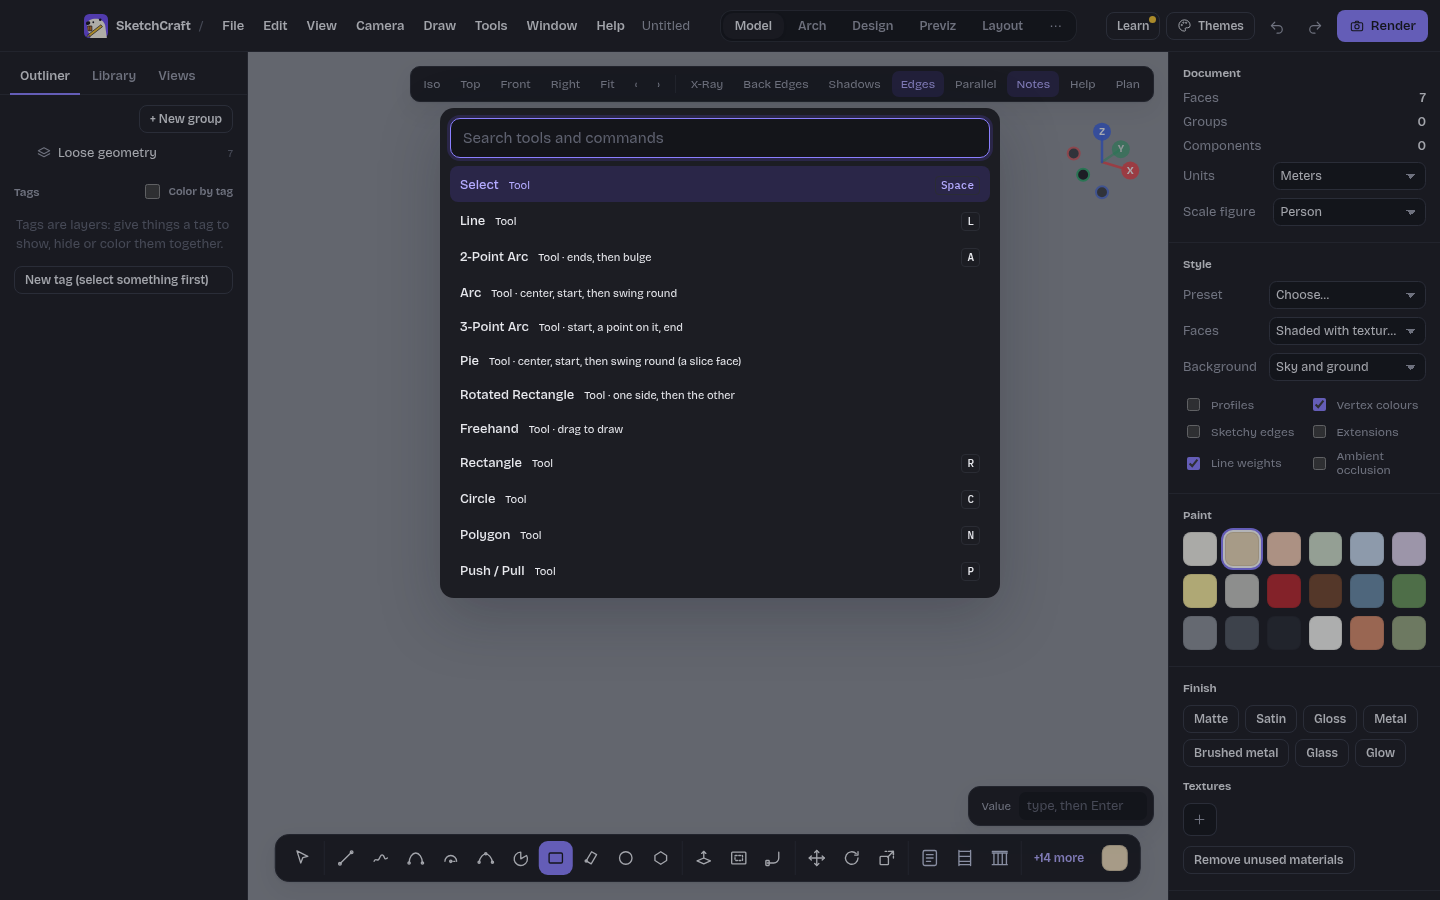 SketchCraft / File Edit View Camera Draw Tools Window Help Untitled Model Arch Design Previz Layout ··· Learn Themes Render
Outliner Library Views
+ New group
Loose geometry 7
Tags Color by tag
Tags are layers: give things a tag to
show, hide or color them together.
New tag (select something first)
Iso Top Front Right Fit ‹ › X-Ray Back Edges Shadows Edges Parallel Notes Help Plan
Search tools and commands
Select Tool Space
Line Tool L
2-Point Arc Tool · ends, then bulge A
Arc Tool · center, start, then swing round
3-Point Arc Tool · start, a point on it, end
Pie Tool · center, start, then swing round (a slice face)
Rotated Rectangle Tool · one side, then the other
Freehand Tool · drag to draw
Rectangle Tool R
Circle Tool C
Polygon Tool N
Push / Pull Tool P
Z
Y
X
Value type, then Enter
+14 more
Document
Faces 7
Groups 0
Components 0
Units Meters
Scale figure Person
Style
Preset Choose...
Faces Shaded with textur...
Background Sky and ground
Profiles Vertex colours
Sketchy edges Extensions
Line weights Ambient
occlusion
Paint
Finish
Matte Satin Gloss Metal
Brushed metal Glass Glow
Textures
+
Remove unused materials